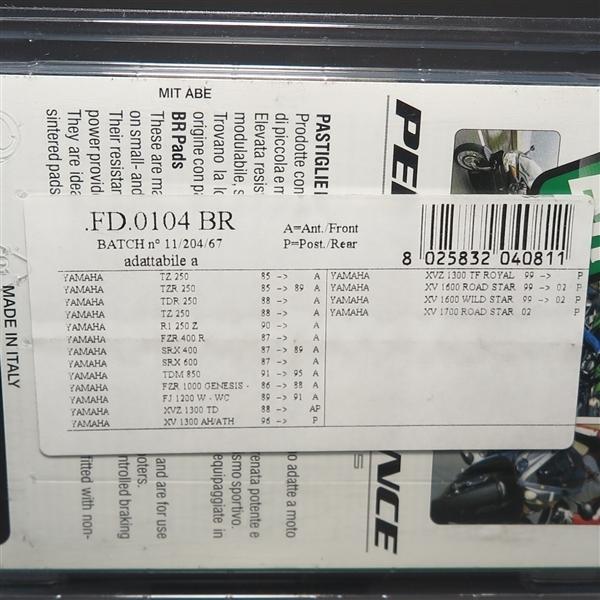 MIT ABE
PASTIGLIE
Prodotte con
di piccola e m
Elevata resis
modulabile, s
Trovano la lo
origine con pa
BR Pads
These are ma
on small- and
Their resistan
power provide
They are idea
sintered pads
PE
.FD.0104 BR
BATCH n° 11/204/67
adattabile a
A=Ant./Front
P=Post./Rear
8 025832 040811
YAMAHA TZ 250 85 -> A
YAMAHA TZR 250 85 -> 89 A
YAMAHA TDR 250 88 -> A
YAMAHA TZ 250 88 -> A
YAMAHA R1 250 Z 90 -> A
YAMAHA FZR 400 R 87 -> A
YAMAHA SRX 400 87 -> 89 A
YAMAHA SRX 600 87 -> A
YAMAHA TDM 850 91 -> 95 A
YAMAHA FZR 1000 GENESIS - 86 -> 88 A
YAMAHA FJ 1200 W - WC 89 -> 91 A
YAMAHA XVZ 1300 TD 88 -> AP
YAMAHA XV 1300 AH/ATH 96 -> P
YAMAHA XVZ 1300 TF ROYAL 99 -> P
YAMAHA XV 1600 ROAD STAR 99 -> 02 P
YAMAHA XV 1600 WILD STAR 99 -> 02 P
YAMAHA XV 1700 ROAD STAR 02 P
MADE IN ITALY
o adatte a moto
enata potente e
smo sportivo.
equipaggiate in
and are for use
ntrolled braking
oters.
fitted with non-
NCE